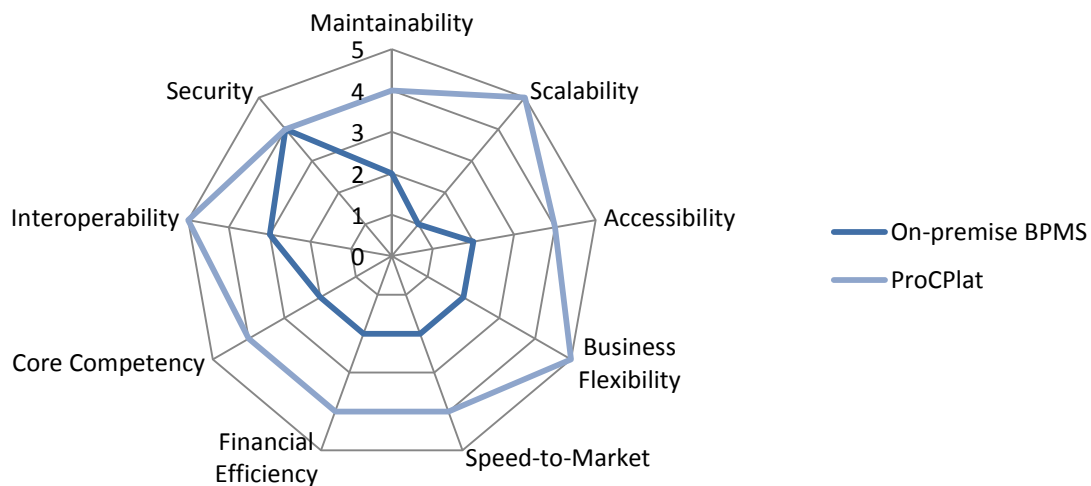 Maintainability
5
4
3
2
1
0
Scalability
Accessibility
Business
Flexibility
Speed-to-Market
Financial
Efficiency
Core Competency
Interoperability
Security
On-premise BPMS
ProCPlat